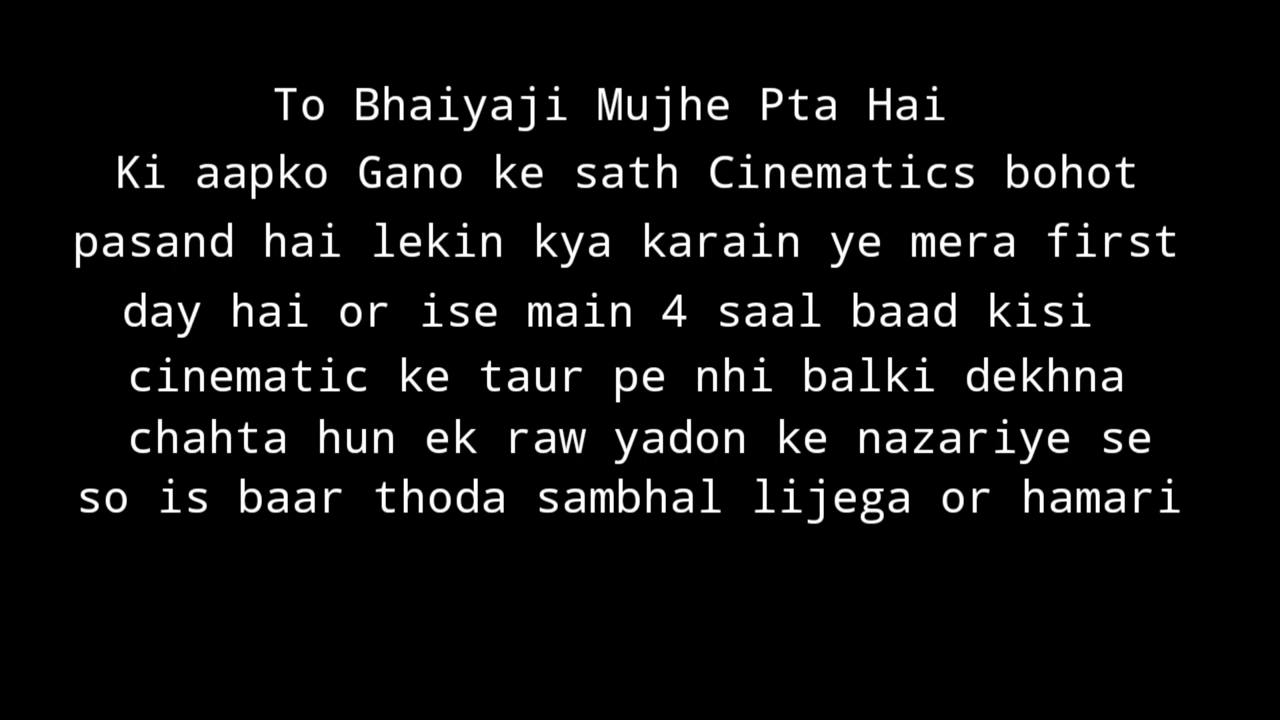 To Bhaiyaji Mujhe Pta Hai
Ki aapko Gano ke sath Cinematics bohot
pasand hai lekin kya karain ye mera first
day hai or ise main 4 saal baad kisi
cinematic ke taur pe nhi balki dekhna
chahta hun ek raw yadon ke nazariye se
so is baar thoda sambhal lijega or hamari